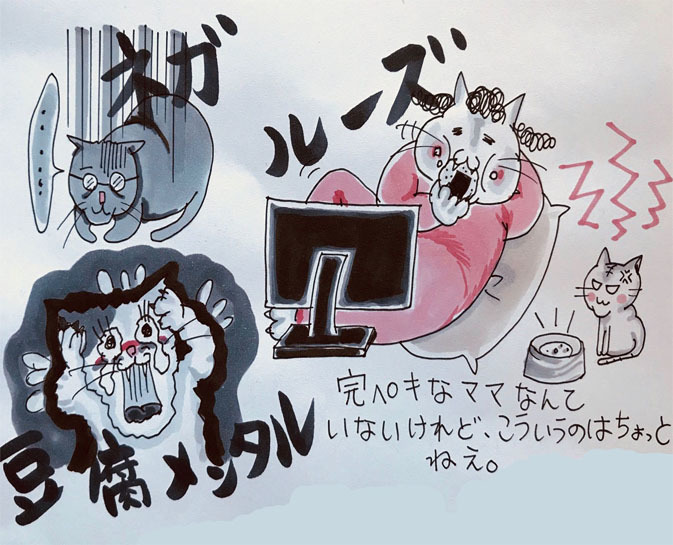 ネガ
ルーズ
豆腐メンタル
完ペキなママなんて
いないけれど、こういうのはちょっと
ねえ。